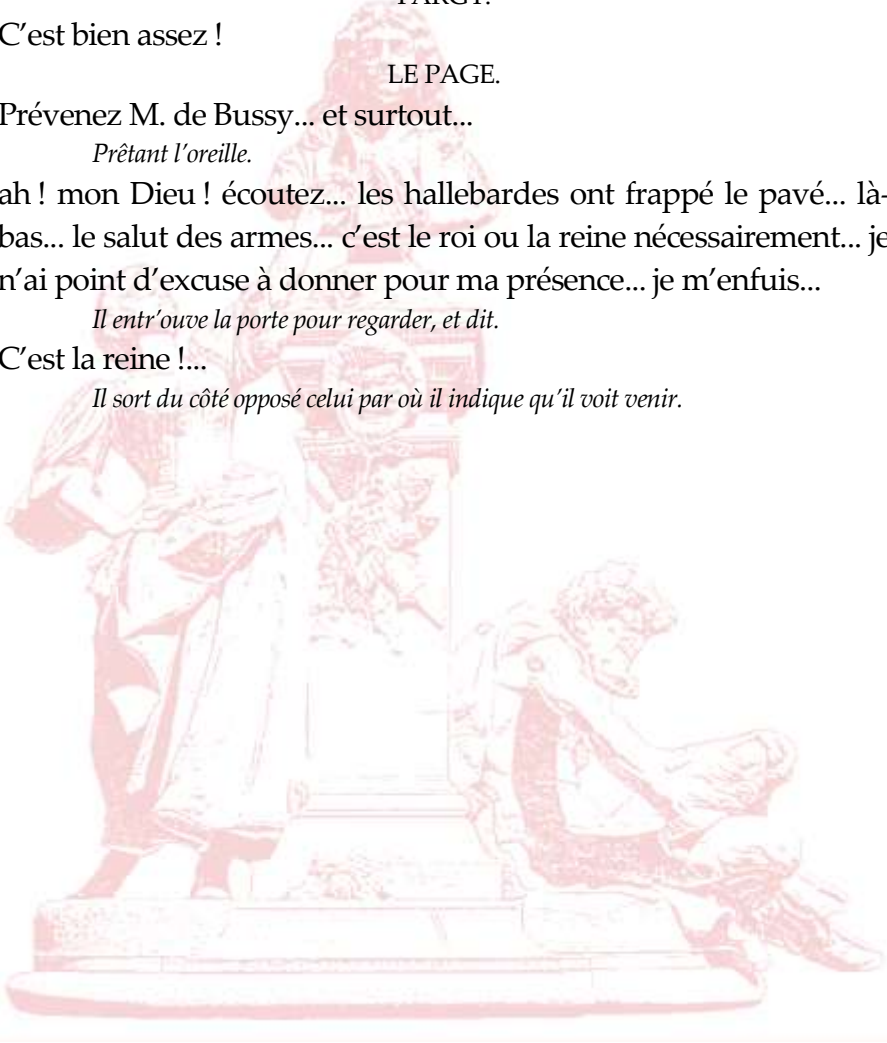 C’est bien assez !
LE PAGE.
Prévenez M. de Bussy... et surtout...
Prêtant l’oreille.
ah ! mon Dieu ! écoutez... les hallebardes ont frappé le pavé... là-
bas... le salut des armes... c’est le roi ou la reine nécessairement... je
n’ai point d’excuse à donner pour ma présence... je m’enfuis...
Il entr’ouve la porte pour regarder, et dit.
C’est la reine !...
Il sort du côté opposé celui par où il indique qu’il voit venir.